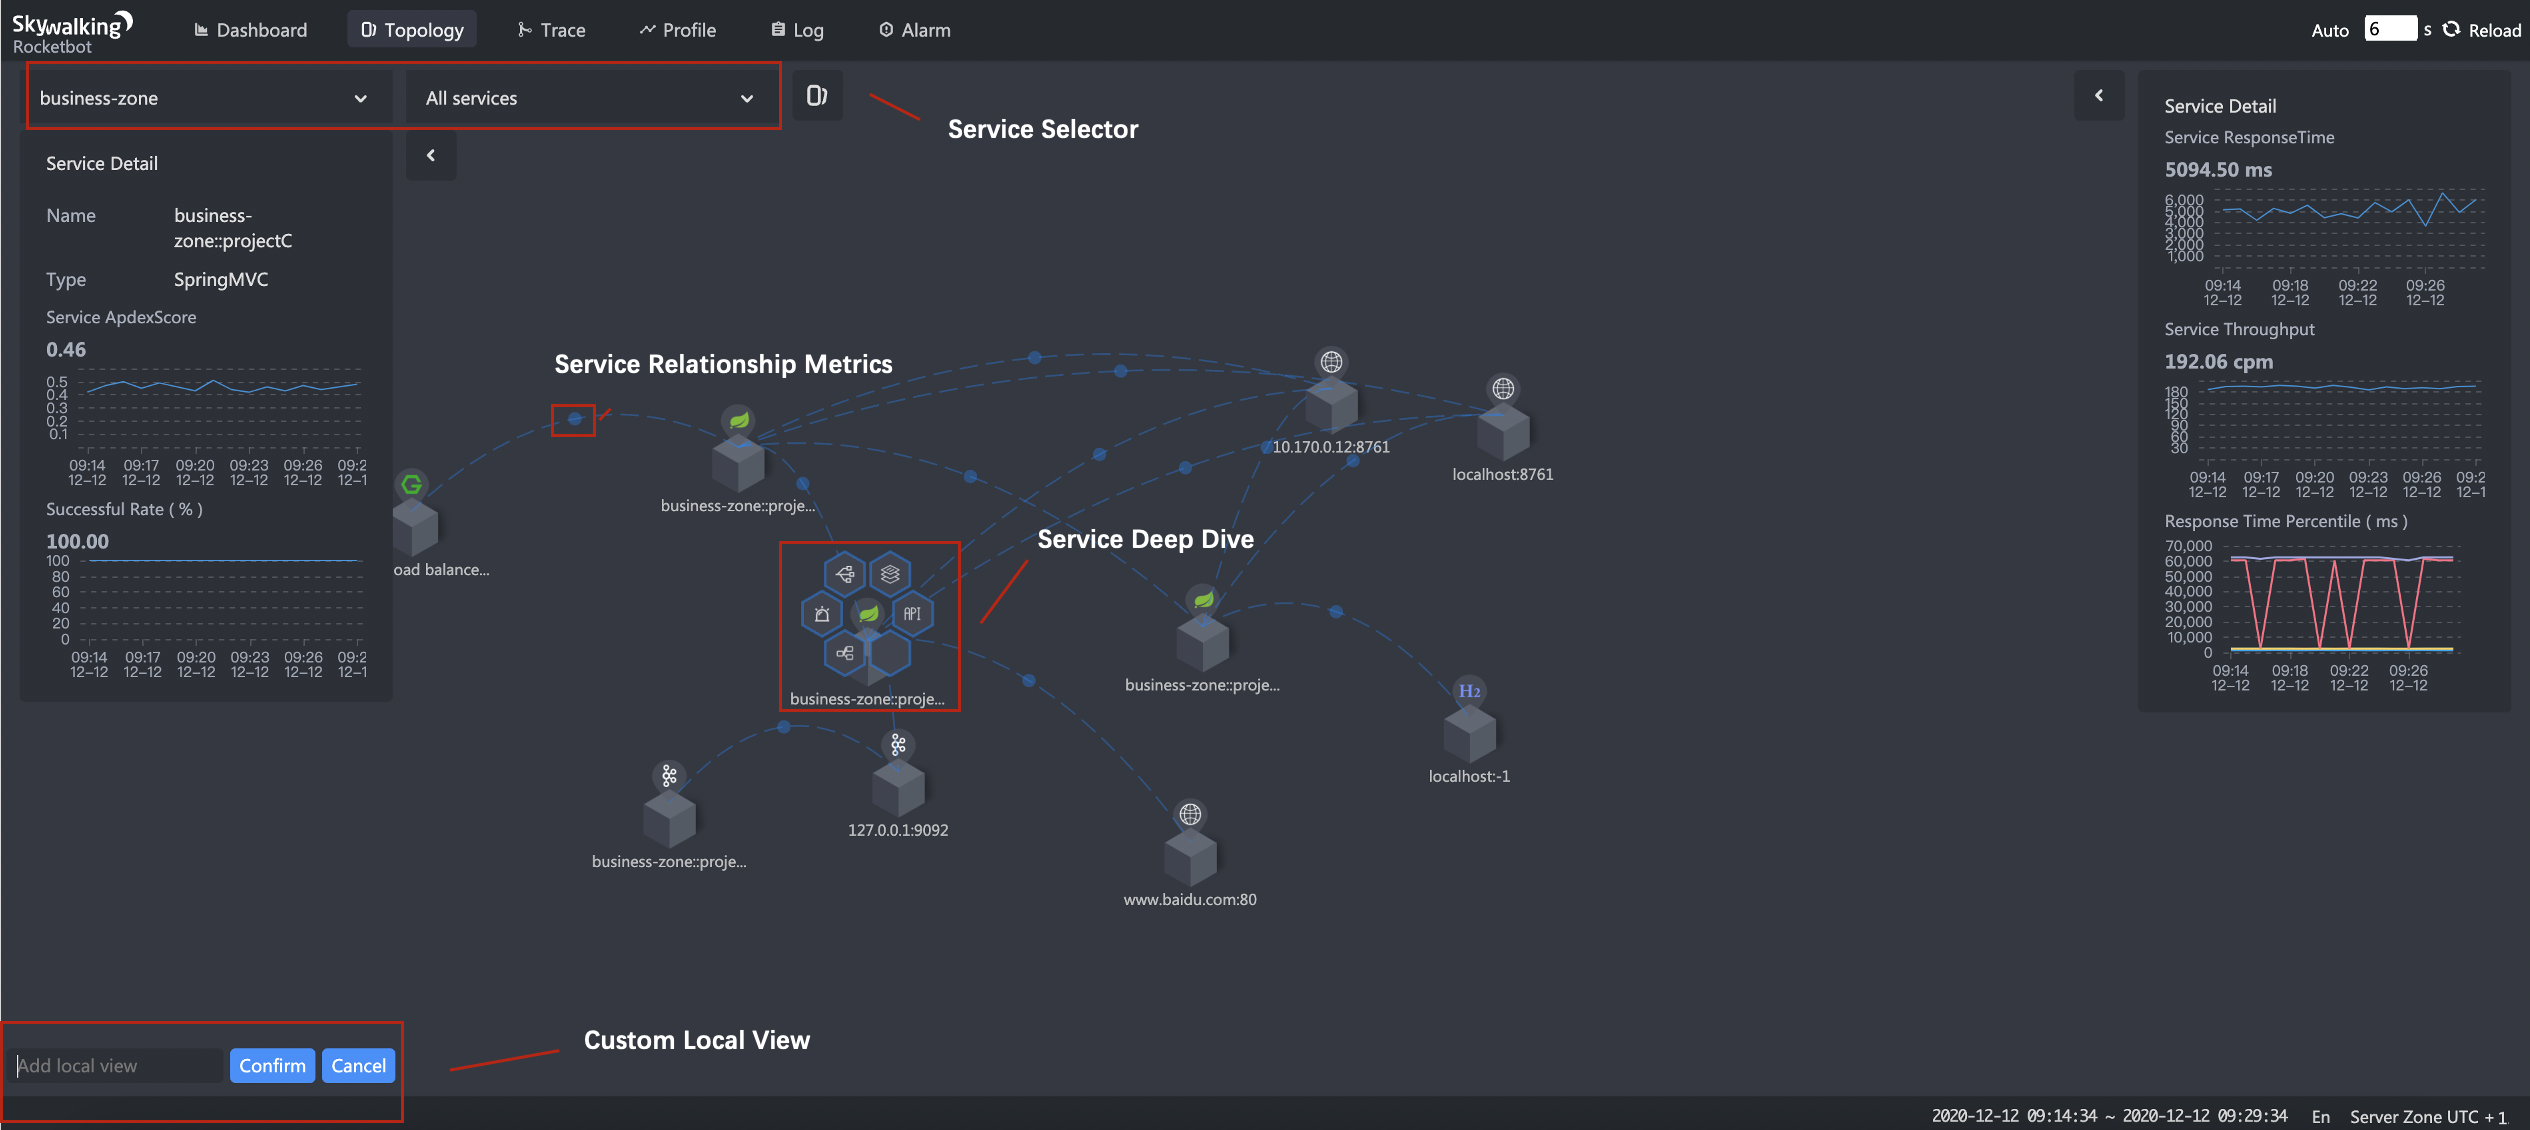 Skywalking
Rocketbot
Dashboard
Topology
Trace
Profile
Log
Alarm
Auto
6
s
Reload
business-zone
All services
Service Selector
Service Detail
Name
business-
zone::projectC
Type
SpringMVC
Service ApdexScore
0.46
0.5
0.4
0.3
0.2
0.1
09:14 09:17 09:20 09:23 09:26 09:2
12-12 12-12 12-12 12-12 12-12 12-1
Successful Rate ( % )
100.00
100
80
60
40
20
0
09:14 09:17 09:20 09:23 09:26 09:2
12-12 12-12 12-12 12-12 12-12 12-1
Service Relationship Metrics
10.170.0.12:8761
localhost:8761
business-zone::proje...
oad balance...
Service Deep Dive
API
business-zone::proje...
business-zone::proje...
H2
localhost:-1
127.0.0.1:9092
business-zone::proje...
www.baidu.com:80
Service Detail
Service ResponseTime
5094.50 ms
6,000
5,000
4,000
3,000
2,000
1,000
09:14 09:18 09:22 09:26
12-12 12-12 12-12 12-12
Service Throughput
192.06 cpm
180
150
120
90
60
30
09:14 09:17 09:20 09:23 09:26 09:2
12-12 12-12 12-12 12-12 12-12 12-1
Response Time Percentile ( ms )
70,000
60,000
50,000
40,000
30,000
20,000
10,000
0
09:14 09:18 09:22 09:26
12-12 12-12 12-12 12-12
Custom Local View
Add local view
Confirm
Cancel
2020-12-12 09:14:34 ~ 2020-12-12 09:29:34
En
Server Zone UTC + 1